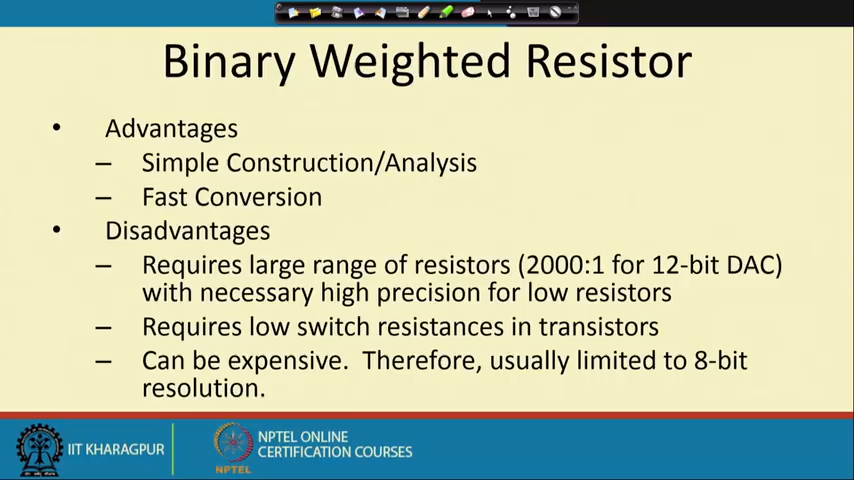 Binary Weighted Resistor
• Advantages
– Simple Construction/Analysis
– Fast Conversion
• Disadvantages
– Requires large range of resistors (2000:1 for 12-bit DAC)
with necessary high precision for low resistors
– Requires low switch resistances in transistors
– Can be expensive. Therefore, usually limited to 8-bit
resolution.
IIT KHARAGPUR
NPTEL
NPTEL ONLINE
CERTIFICATION COURSES